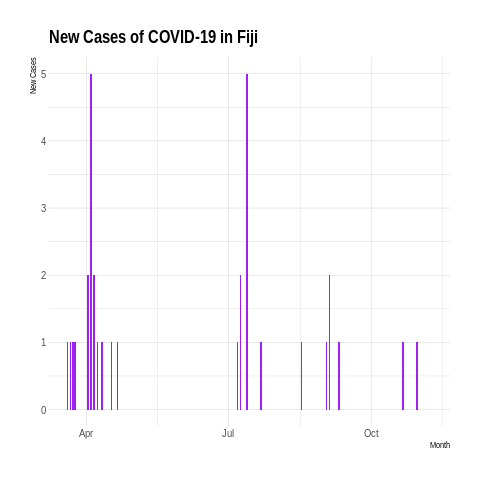 New Cases of COVID-19 in Fiji
New Cases
5
4
3
2
1
0
Apr
Jul
Oct
Month